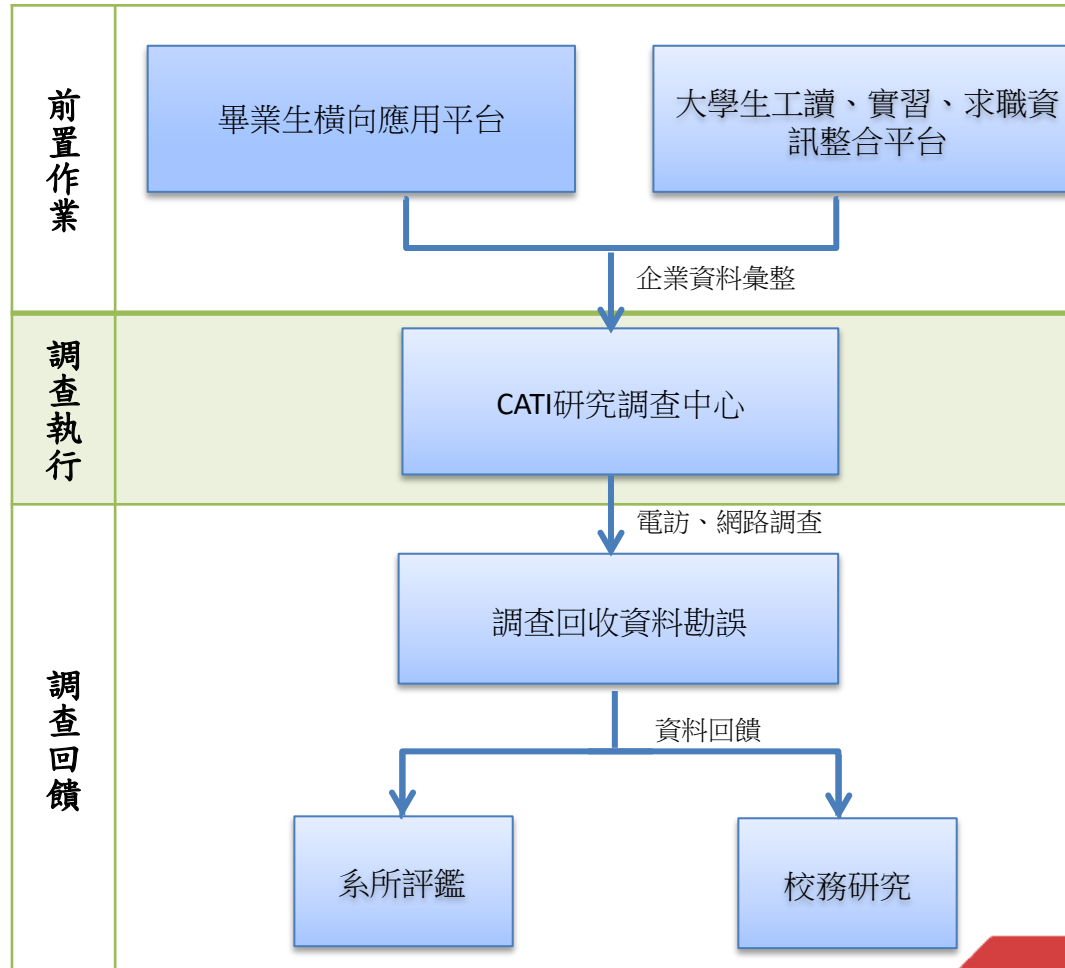 前置作業
畢業生橫向應用平台
大學生工讀、實習、求職資
訊整合平台
企業資料彙整
調查執行
CATI研究調查中心
電訪、網路調查
調查回饋
調查回收資料勘誤
資料回饋
系所評鑑
校務研究